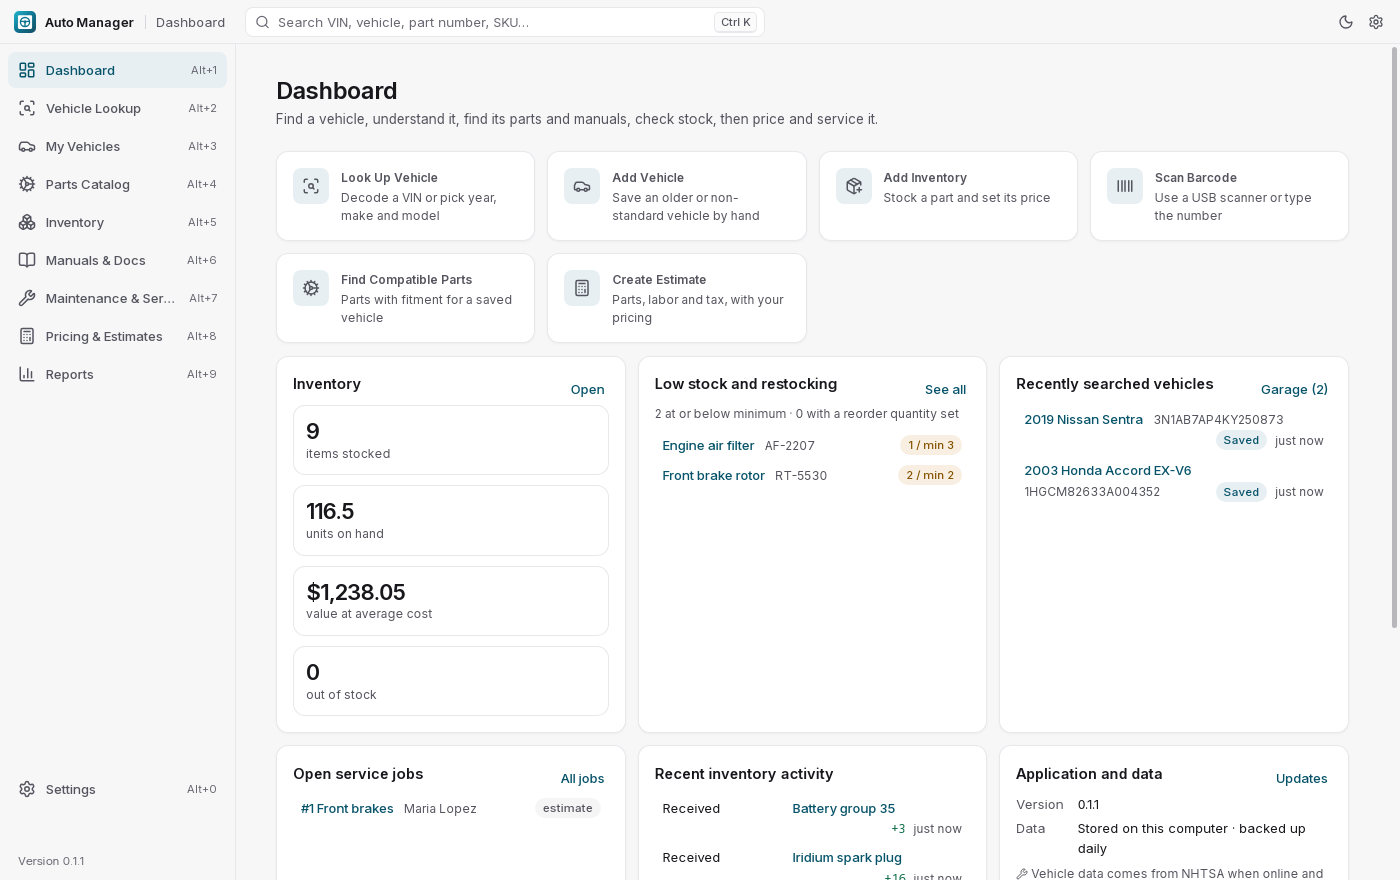 Auto Manager
Dashboard
Search VIN, vehicle, part number, SKU...
Ctrl K
Dashboard Alt+1
Vehicle Lookup Alt+2
My Vehicles Alt+3
Parts Catalog Alt+4
Inventory Alt+5
Manuals & Docs Alt+6
Maintenance & Ser... Alt+7
Pricing & Estimates Alt+8
Reports Alt+9
Settings Alt+0
Version 0.1.1
Dashboard
Find a vehicle, understand it, find its parts and manuals, check stock, then price and service it.
Look Up Vehicle
Decode a VIN or pick year,
make and model
Add Vehicle
Save an older or non-
standard vehicle by hand
Add Inventory
Stock a part and set its price
Scan Barcode
Use a USB scanner or type
the number
Find Compatible Parts
Parts with fitment for a saved
vehicle
Create Estimate
Parts, labor and tax, with your
pricing
Inventory Open
9
items stocked
116.5
units on hand
$1,238.05
value at average cost
0
out of stock
Low stock and restocking See all
2 at or below minimum · 0 with a reorder quantity set
Engine air filter AF-2207 1 / min 3
Front brake rotor RT-5530 2 / min 2
Recently searched vehicles Garage (2)
2019 Nissan Sentra 3N1AB7AP4KY250873
Saved just now
2003 Honda Accord EX-V6
1HGCM82633A004352 Saved just now
Open service jobs All jobs
#1 Front brakes Maria Lopez estimate
Recent inventory activity
Received Battery group 35
+3 just now
Received Iridium spark plug
+16 just now
Application and data Updates
Version 0.1.1
Data Stored on this computer · backed up
daily
Vehicle data comes from NHTSA when online and